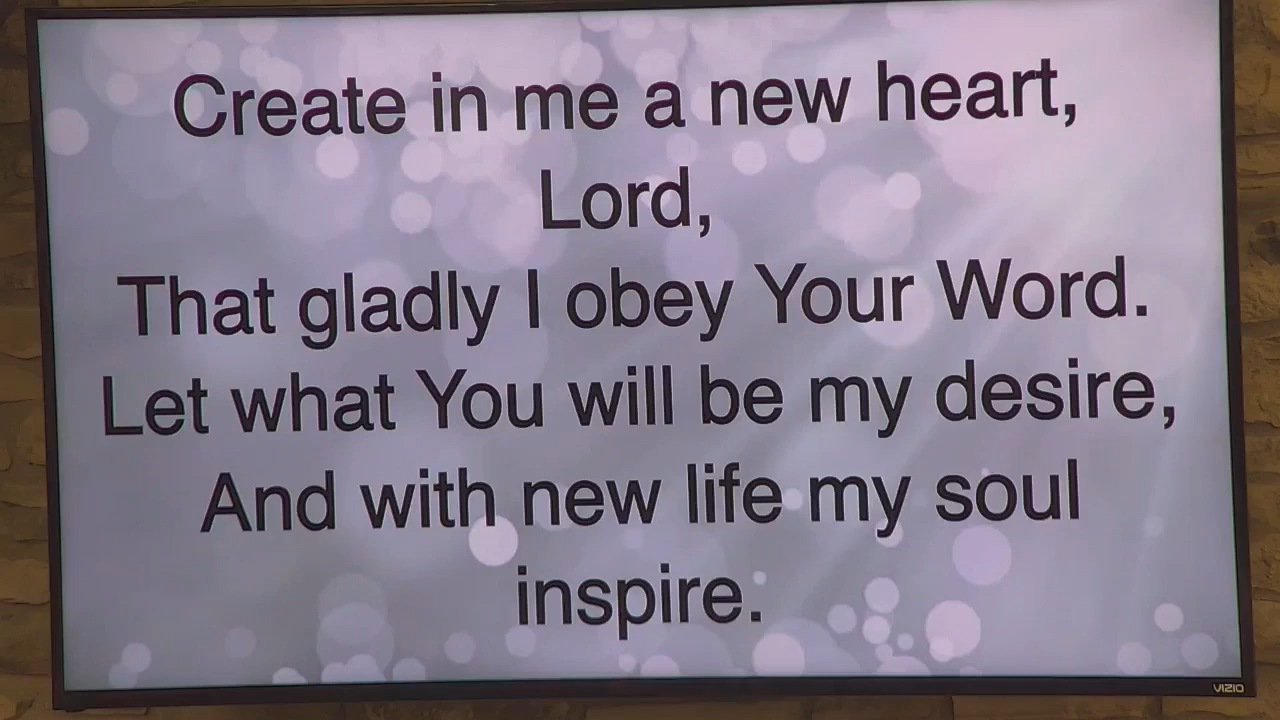 Create in me a new heart,
Lord,
That gladly I obey Your Word.
Let what You will be my desire,
And with new life my soul
inspire.
VIZIO